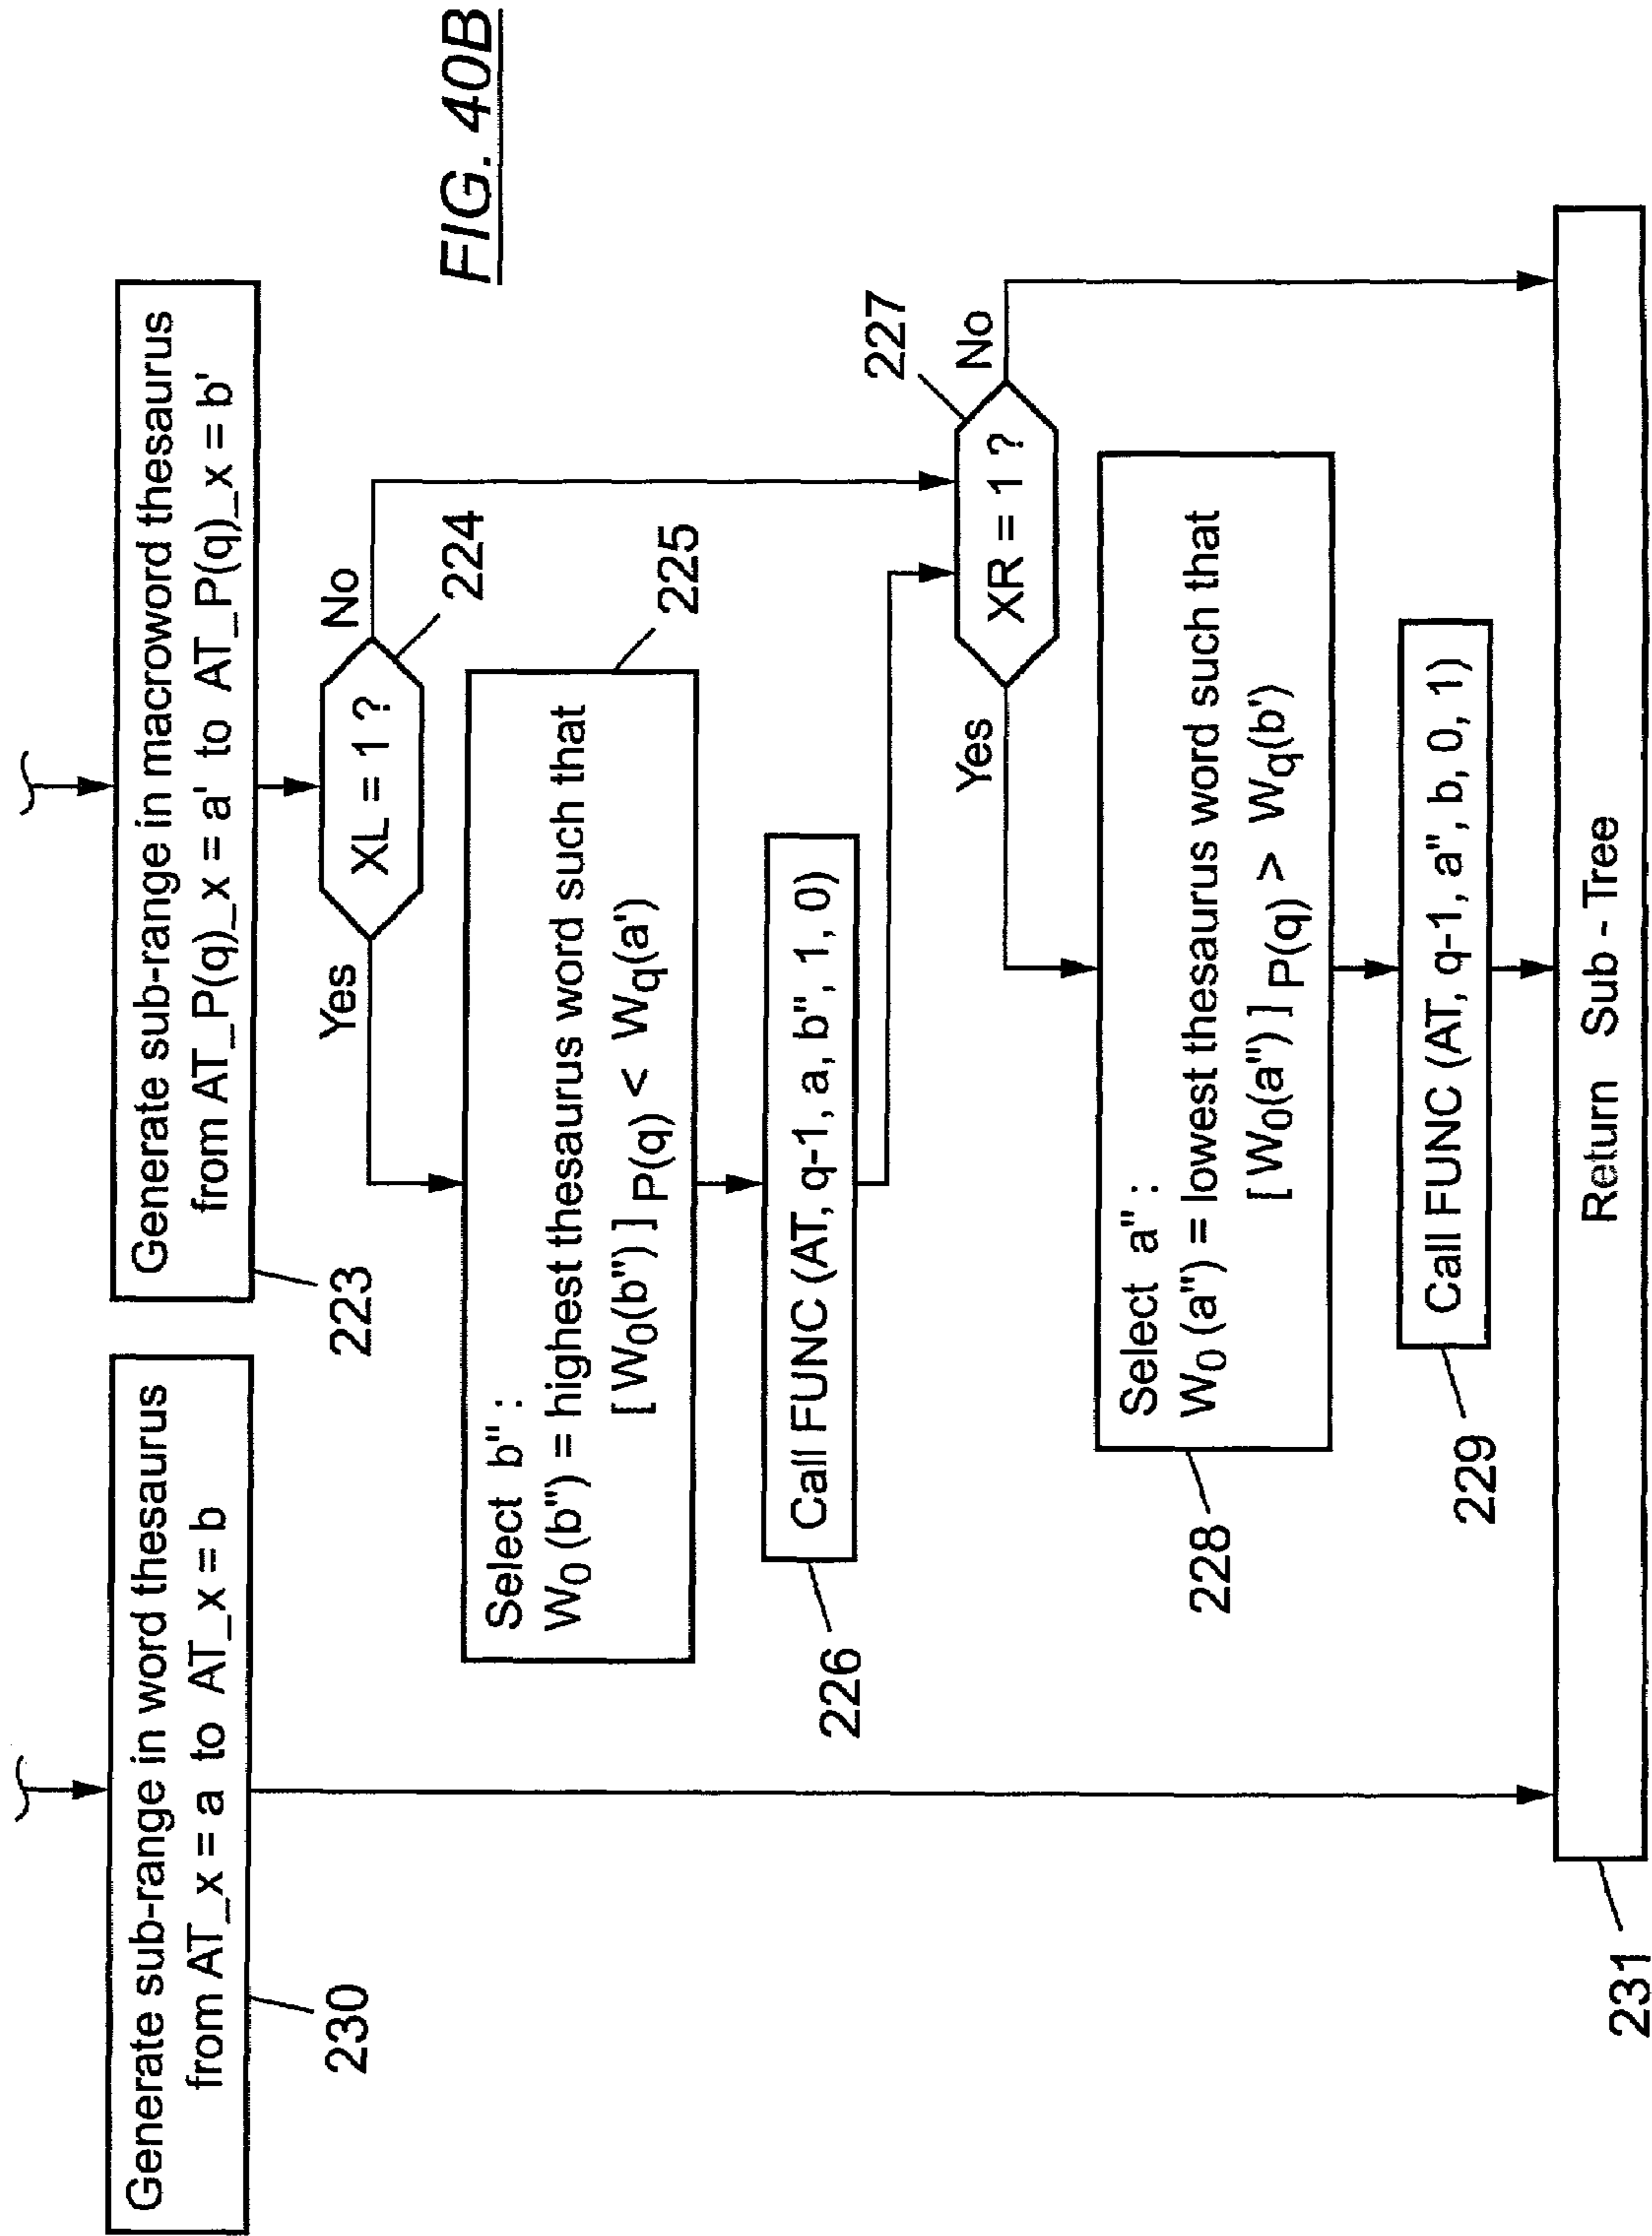 FIG. 40B
Generate sub-range in word thesaurus
from AT_x = a to AT_x = b
230
Generate sub-range in macroword thesaurus
from AT_P(q)_x = a' to AT_P(q)_x = b'
223
XL = 1 ?
224
Yes
No
Select b" :
W0 (b") = highest thesaurus word such that
[ W0(b") ] P(q) < Wq(a')
225
Call FUNC (AT, q-1, a, b", 1, 0)
226
XR = 1 ?
227
Yes
No
Select a" :
W0 (a") = lowest thesaurus word such that
[ W0(a") ] P(q) > Wq(b')
228
Call FUNC (AT, q-1, a", b, 0, 1)
229
Return Sub - Tree
231